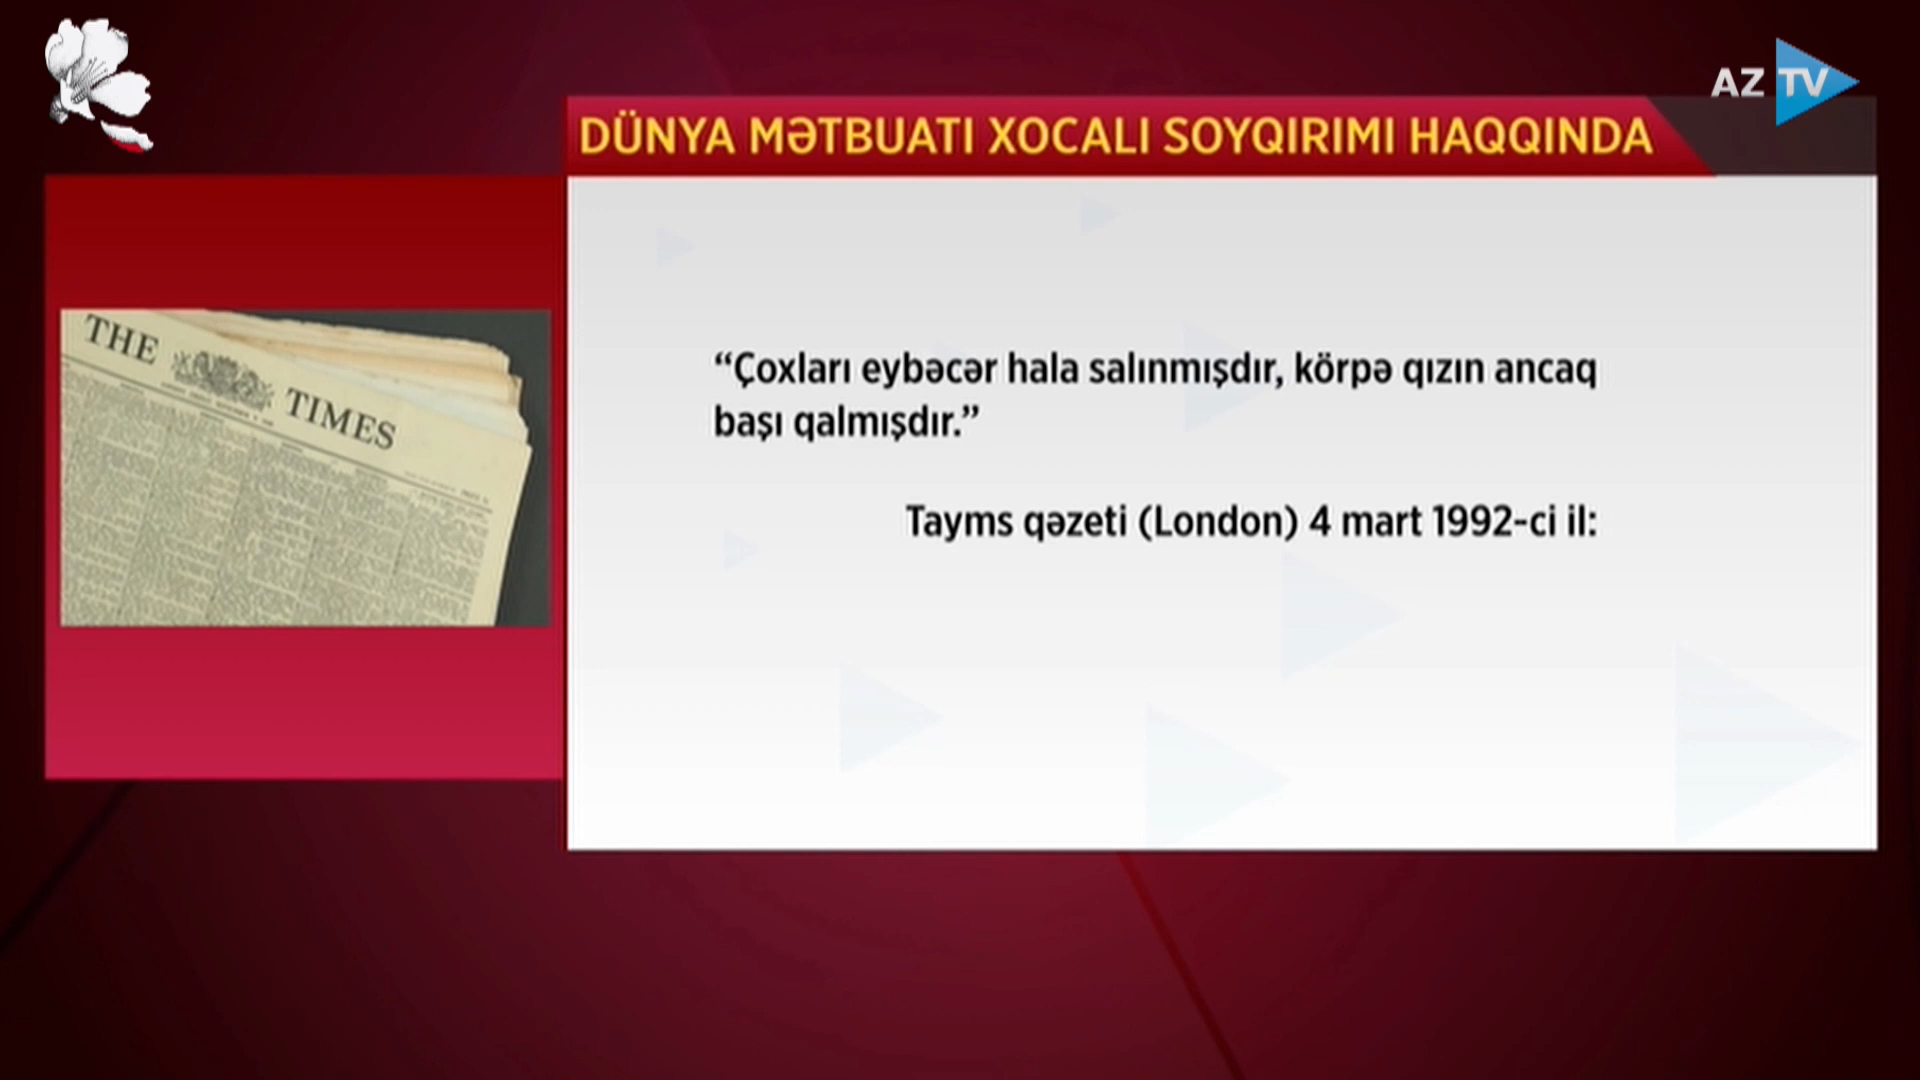 AZ TV
DÜNYA MƏTBUATI XOCALI SOYQIRIMI HAQQINDA
THE TIMES
“Çoxları eybəcər hala salınmışdır, körpə qızın ancaq
başı qalmışdır.”
Tayms qəzeti (London) 4 mart 1992-ci il: